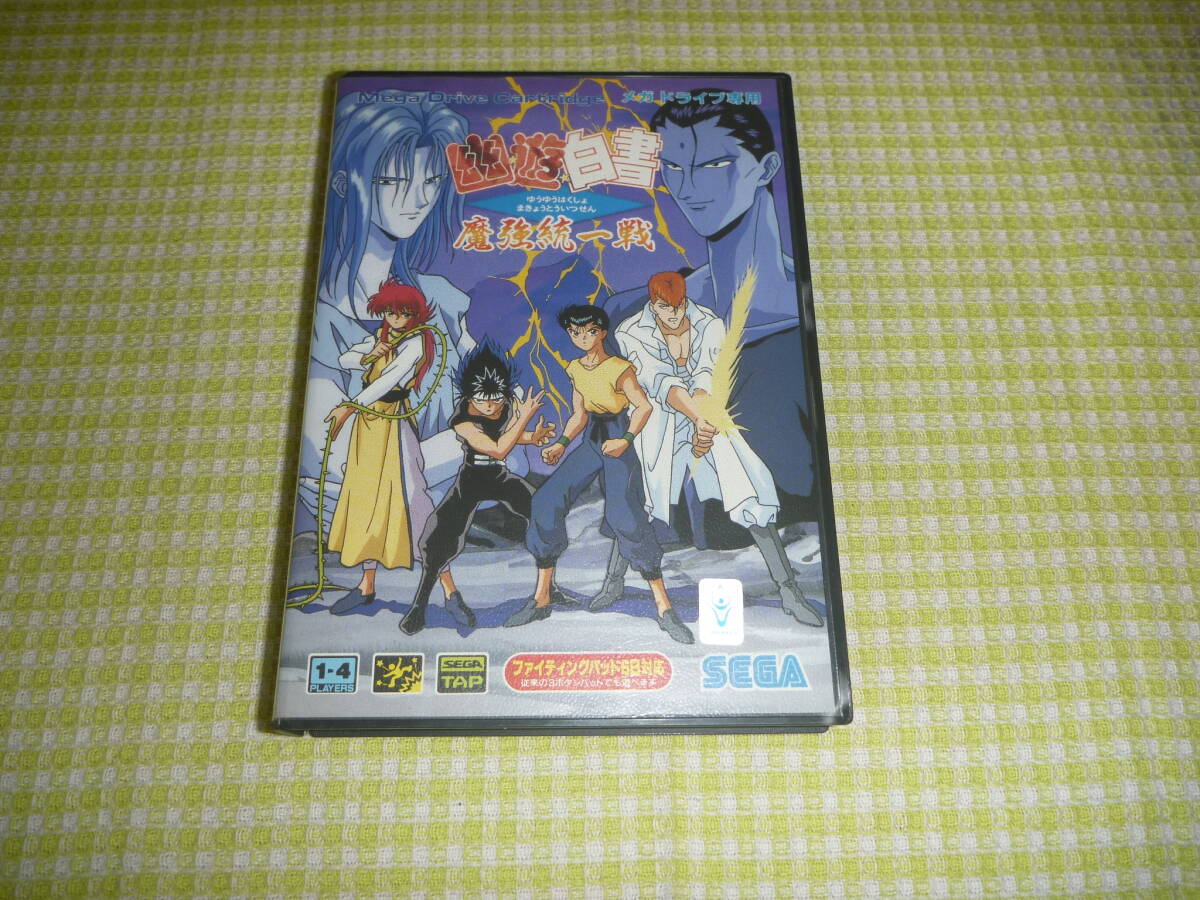 Mega Drive Cartridge メガドライブ専用
幽遊白書
ゆうゆうはくしょ
まきょうとういつせん
魔強統一戦
1-4
PLAYERS
SEGA
TAP
ファイティングパッド6B対応
従来の3ボタンパッドでも遊べます
SEGA